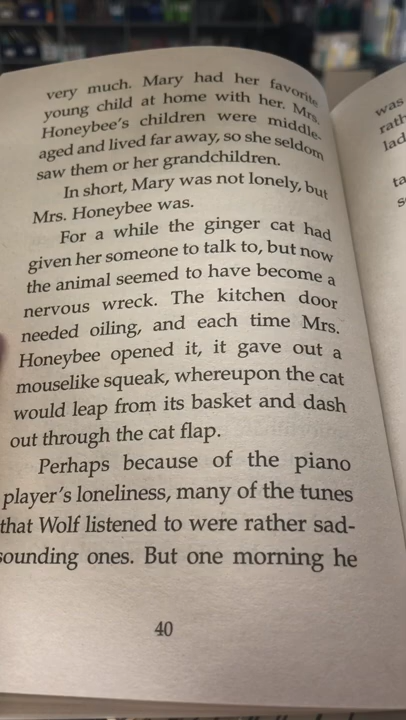 very much. Mary had her favorite
young child at home with her. Mrs.
Honeybee's children were middle-
aged and lived far away, so she seldom
saw them or her grandchildren.
In short, Mary was not lonely, but
Mrs. Honeybee was.
For a while the ginger cat had
given her someone to talk to, but now
the animal seemed to have become a
nervous wreck. The kitchen door
needed oiling, and each time Mrs.
Honeybee opened it, it gave out a
mouselike squeak, whereupon the cat
would leap from its basket and dash
out through the cat flap.
Perhaps because of the piano
player's loneliness, many of the tunes
that Wolf listened to were rather sad-
sounding ones. But one morning he
40
was